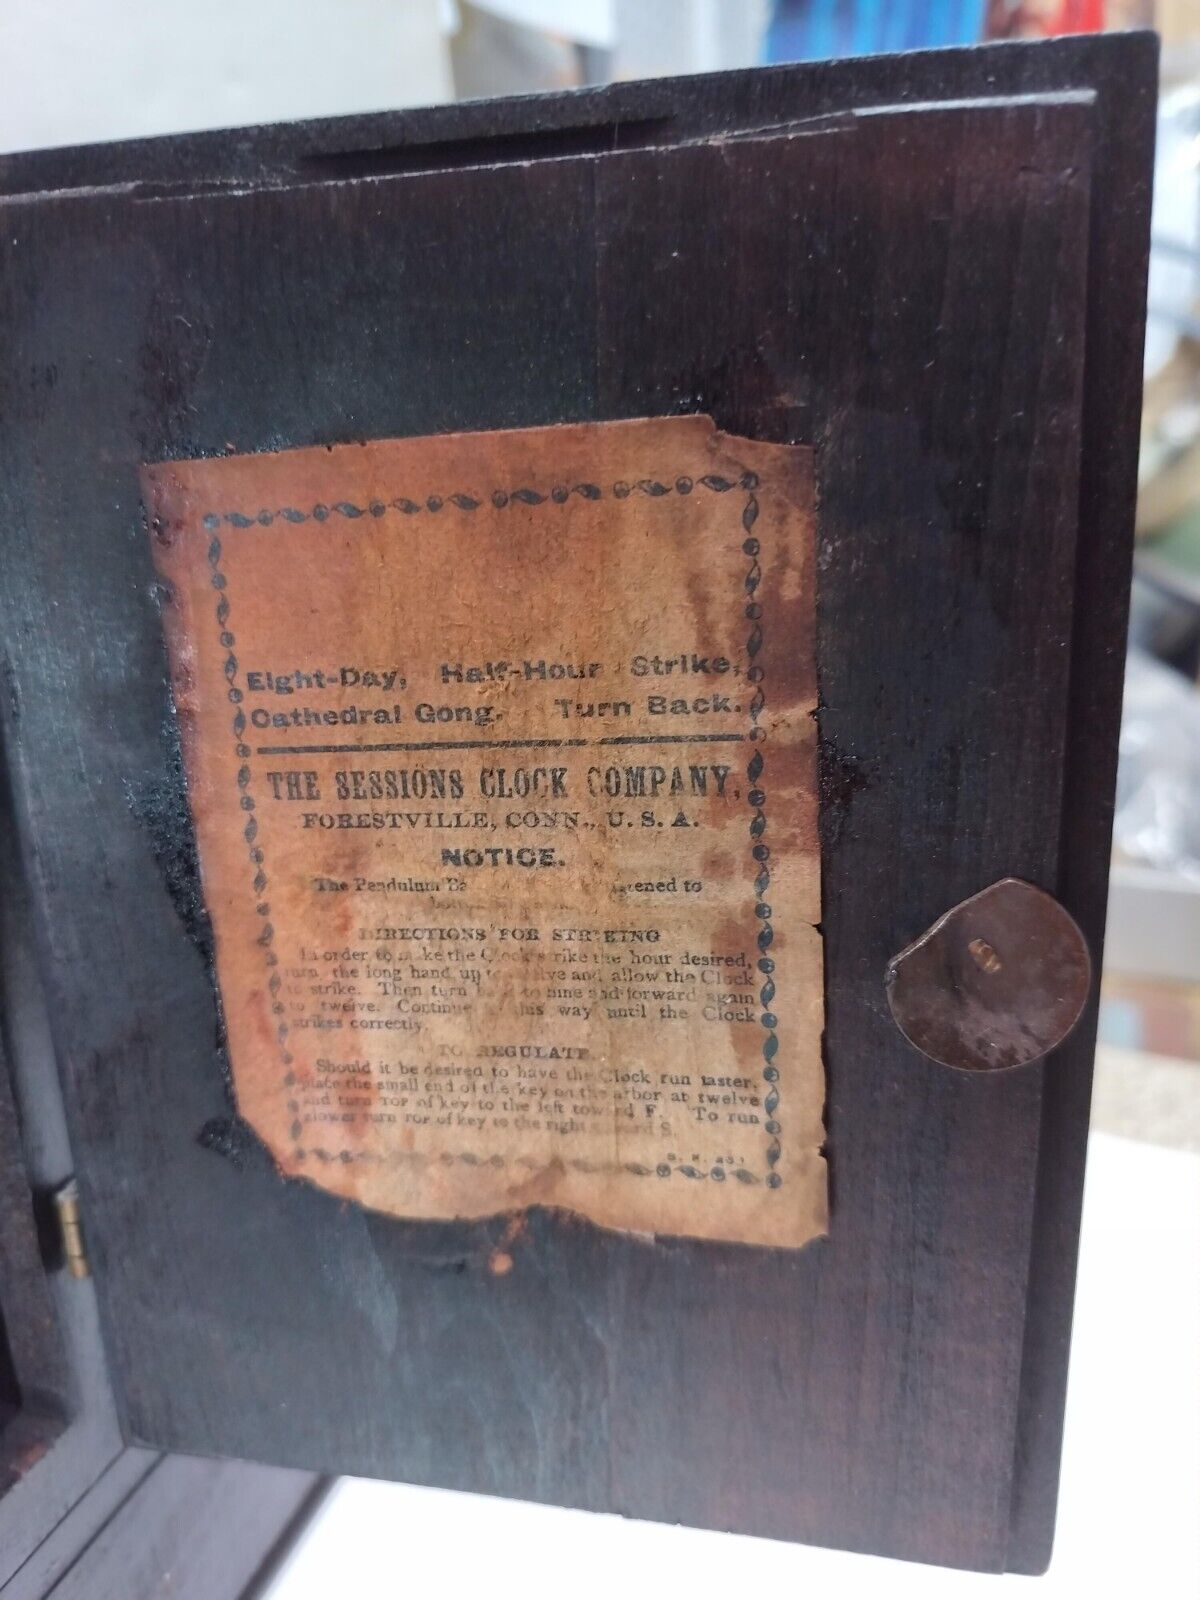 Eight-Day, Half-Hour Strike,
Cathedral Gong. Turn Back.
THE SESSIONS CLOCK COMPANY,
FORESTVILLE, CONN., U. S. A.
NOTICE.
The Pendulum to
DIRECTIONS FOR STRIKING
In order to make the Clock strike the hour desired,
turn the long hand up to twelve and allow the Clock
to strike. Then turn back to nine and forward again
to twelve. Continue in this way until the Clock
strikes correctly.
TO REGULATE.
Should it be desired to have the Clock run faster,
place the small end of the key on the arbor at twelve
and turn TOP of key to the left toward F. To run
slower turn TOP of key to the right toward S.